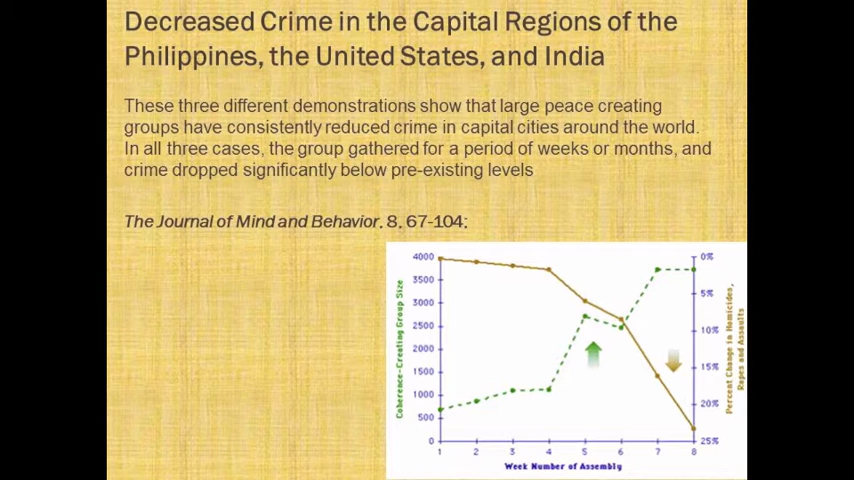 Decreased Crime in the Capital Regions of the
Philippines, the United States, and India
These three different demonstrations show that large peace creating
groups have consistently reduced crime in capital cities around the world.
In all three cases, the group gathered for a period of weeks or months, and
crime dropped significantly below pre-existing levels
The Journal of Mind and Behavior, 8, 67-104;
Coherence-Creating Group Size
4000
3500
3000
2500
2000
1500
1000
500
0
0%
5%
10%
15%
20%
25%
Percent Change in Homicides,
Rapes and Assaults
1 2 3 4 5 6 7 8
Week Number of Assembly